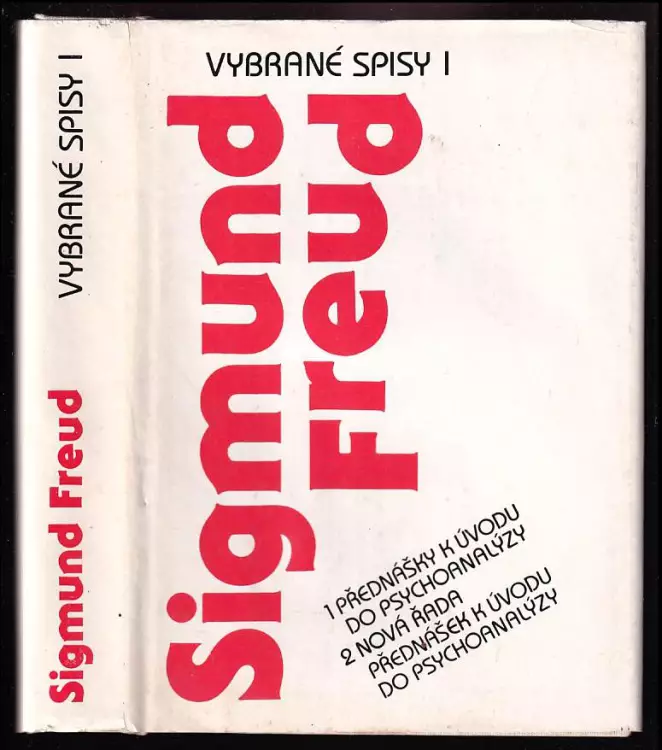 VYBRANÉ SPISY I
Sigmund Freud
VYBRANÉ SPISY I
Sigmund
Freud
1 PŘEDNÁŠKY K ÚVODU
DO PSYCHOANALÝZY
2 NOVÁ ŘADA
PŘEDNÁŠEK K ÚVODU
DO PSYCHOANALÝZY